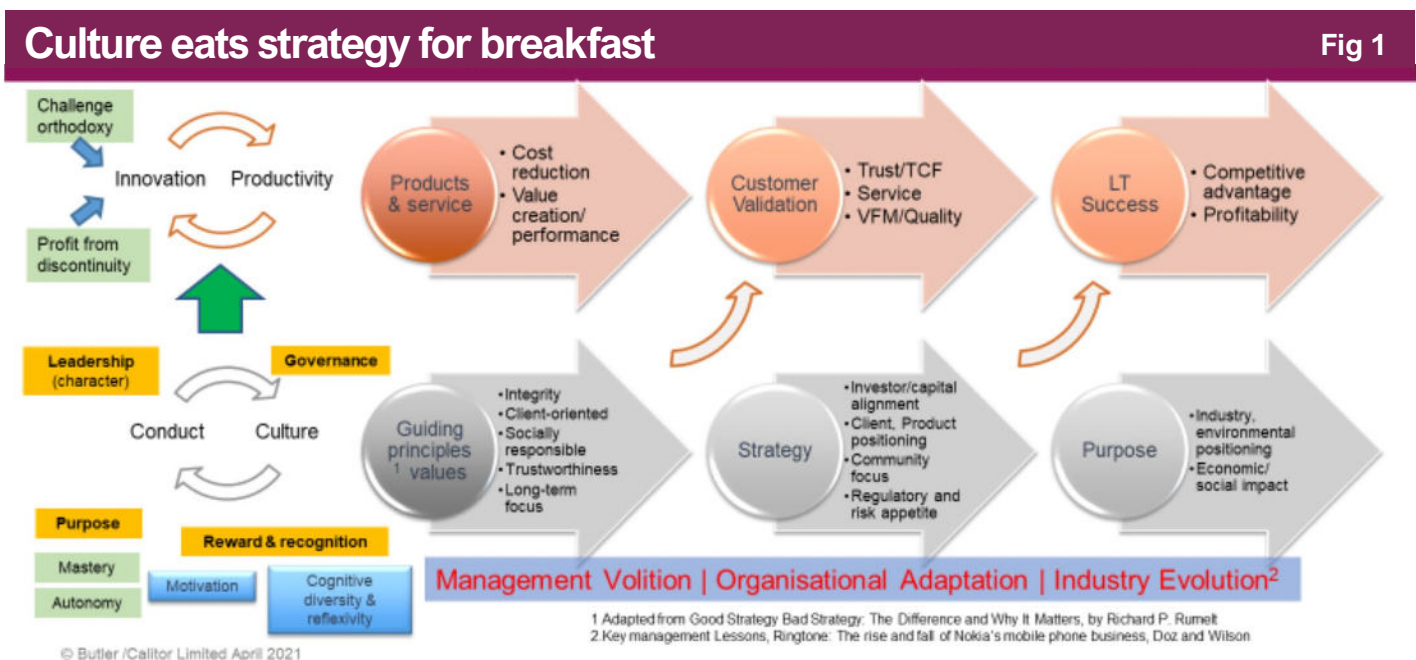 Culture eats strategy for breakfast
Fig 1
Challenge
orthodoxy
Innovation
Productivity
Profit from
discontinuity
Products
& service
• Cost
reduction
• Value
creation/
performance
Customer
Validation
• Trust/TCF
• Service
• VFM/Quality
LT
Success
• Competitive
advantage
• Profitability
Leadership
(character)
Governance
Conduct
Culture
Guiding
principles
1 values
•Integrity
•Client-oriented
•Socially
responsible
•Trustworthiness
•Long-term
focus
Strategy
•Investor/capital
alignment
•Client, Product
positioning
•Community
focus
•Regulatory and
risk appetite
Purpose
•Industry,
environmental
positioning
•Economic/
social impact
Purpose
Reward & recognition
Mastery
Autonomy
Motivation
Cognitive
diversity &
reflexivity
Management Volition | Organisational Adaptation | Industry Evolution²
1 Adapted from Good Strategy Bad Strategy: The Difference and Why It Matters, by Richard P. Rumelt
2.Key management Lessons, Ringtone: The rise and fall of Nokia's mobile phone business, Doz and Wilson
© Butler /Calitor Limited April 2021